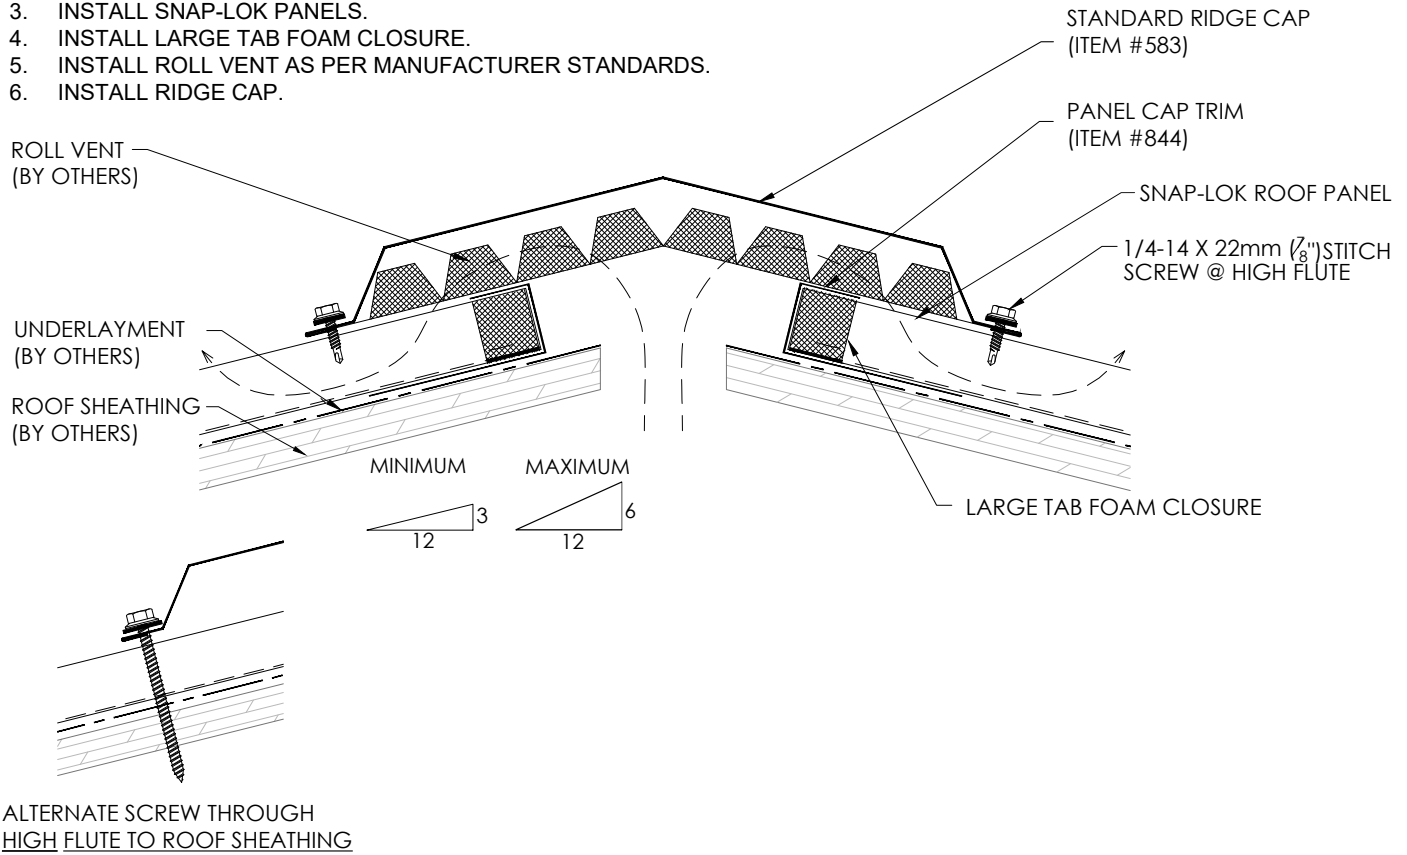 3. INSTALL SNAP-LOK PANELS.
4. INSTALL LARGE TAB FOAM CLOSURE.
5. INSTALL ROLL VENT AS PER MANUFACTURER STANDARDS.
6. INSTALL RIDGE CAP.
STANDARD RIDGE CAP
(ITEM #583)
PANEL CAP TRIM
(ITEM #844)
ROLL VENT
(BY OTHERS)
SNAP-LOK ROOF PANEL
1/4-14 X 22mm (7/8") STITCH
SCREW @ HIGH FLUTE
UNDERLAYMENT
(BY OTHERS)
ROOF SHEATHING
(BY OTHERS)
MINIMUM
3
12
MAXIMUM
6
12
LARGE TAB FOAM CLOSURE
ALTERNATE SCREW THROUGH
HIGH FLUTE TO ROOF SHEATHING